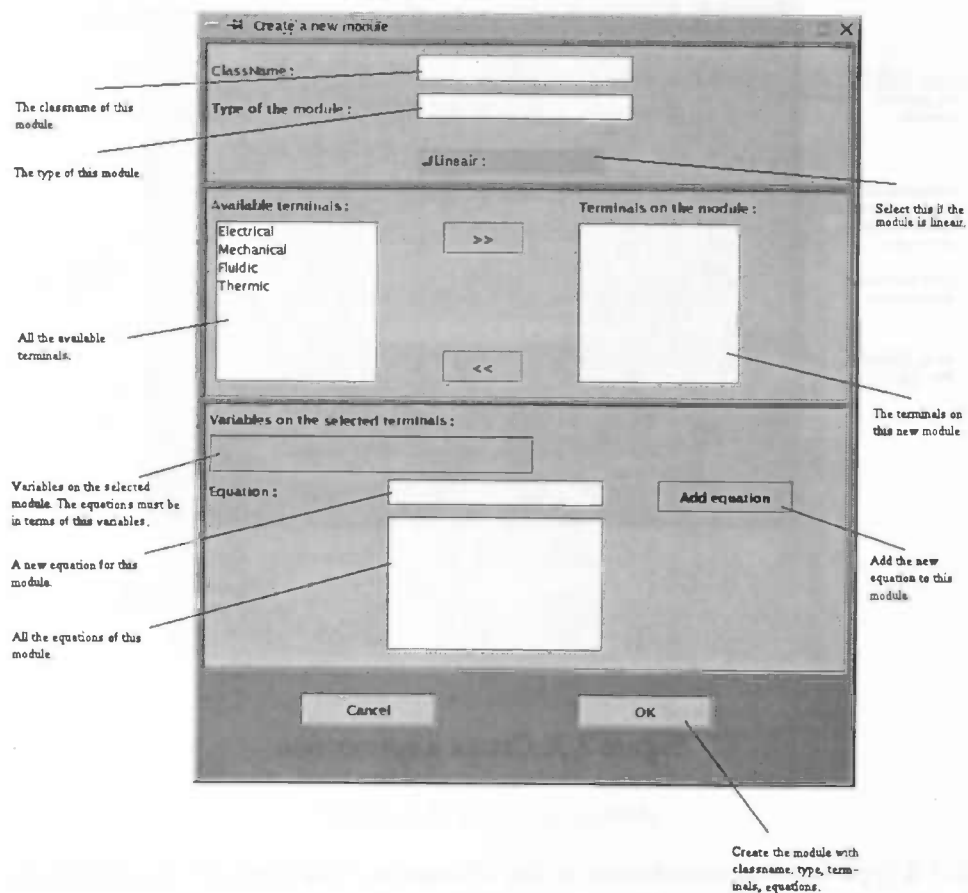 Create a new module
ClassName :
The classname of this
module.
Type of the module :
The type of this module
Lineair :
Select this if the
module is lineair.
Available terminals :
Terminals on the module :
Electrical
Mechanical
Fluidic
Thermic
>>
<<
All the available
terminals.
The terminals on
this new module
Variables on the selected terminals :
Variables on the selected
module. The equations must be
in terms of this variables.
Equation :
Add equation
A new equation for this
module.
Add the new
equation to this
module
All the equations of this
module
Cancel
OK
Create the module with
classname, type, term-
inals, equations.